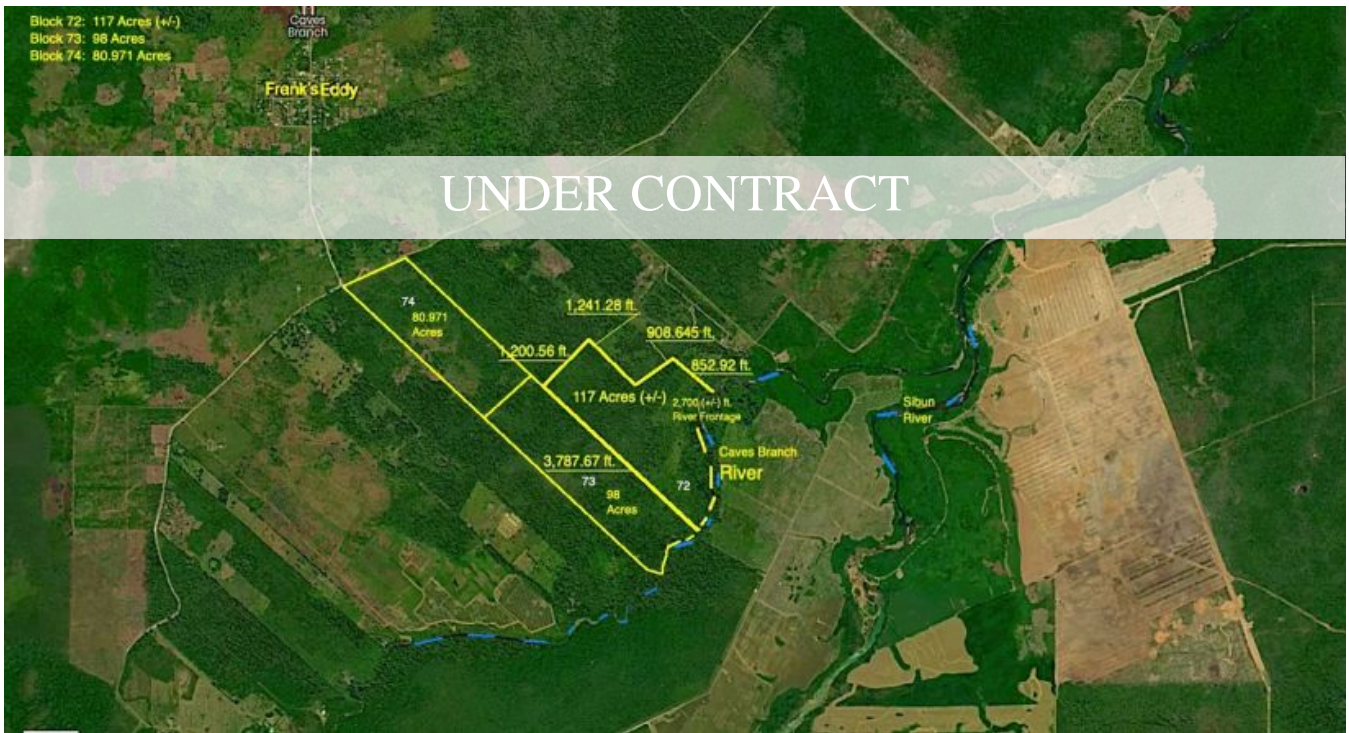 Block 72: 117 Acres (+/-)
Block 73: 98 Acres
Block 74: 80.971 Acres
Caves
Branch
Frank's Eddy
UNDER CONTRACT
74
80.971
Acres
1,241.28 ft.
908.645 ft.
1,200.56 ft.
852.92 ft.
117 Acres (+/-)
2,700 (+/-) ft.
River Frontage
Sibun
River
Caves Branch
River
3,787.67 ft.
73
98
Acres
72